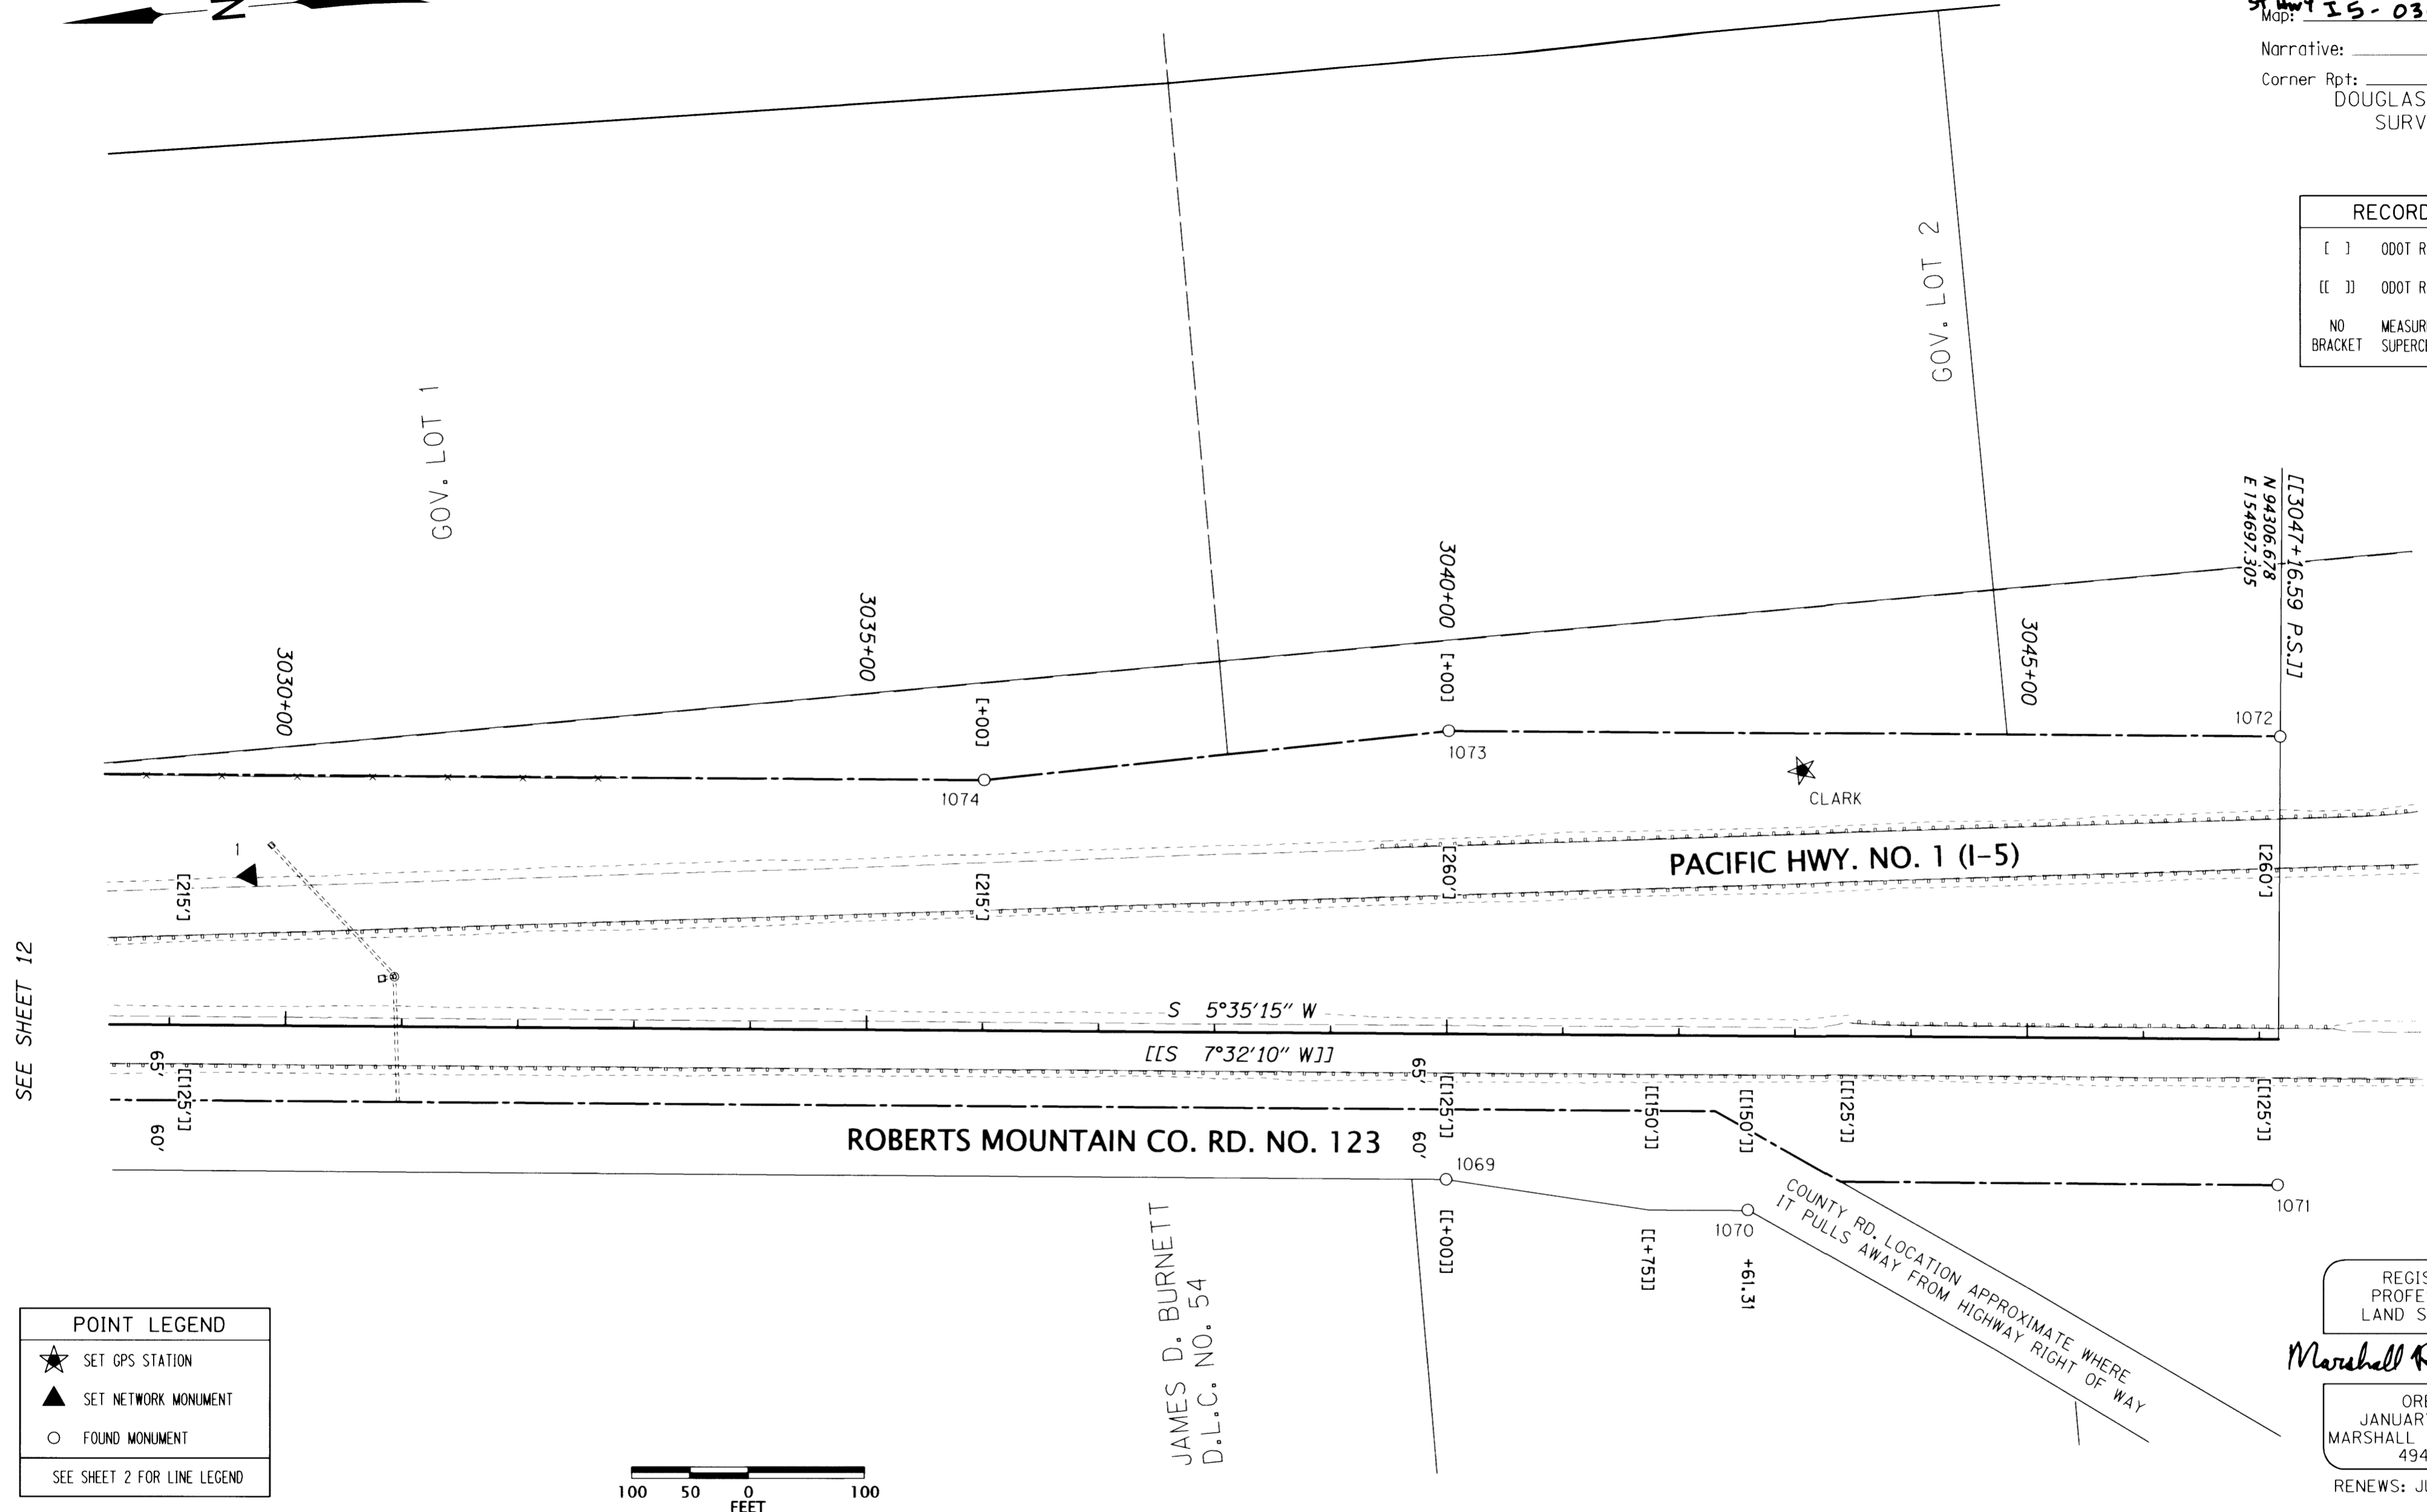 N
St Hwy
Map: I5-03
Narrative:
Corner Rpt:
DOUGLAS
SURV
RECORD
[ ] ODOT R
[[ ]] ODOT R
NO BRACKET
MEASUR
SUPERC
GOV. LOT 1
GOV. LOT 2
[[3047+16.59 P.S.]]
N 94306.678
E 154697.305
3030+00
3035+00
3040+00
3045+00
[+00]
[+00]
1072
1073
1074
CLARK
1
[215']
[215']
[260']
[260']
PACIFIC HWY. NO. 1 (I-5)
SEE SHEET 12
S 5°35'15" W
[[S 7°32'10" W]]
65'
[[125']]
60'
65'
[[125']]
60'
[[150']]
[[150']]
[[125']]
[[125']]
ROBERTS MOUNTAIN CO. RD. NO. 123
1069
[[+00]]
[[+75]]
1070
+61.31
1071
COUNTY RD. LOCATION APPROXIMATE WHERE
IT PULLS AWAY FROM HIGHWAY RIGHT OF WAY
JAMES D. BURNETT
D.L.C. NO. 54
POINT LEGEND
SET GPS STATION
SET NETWORK MONUMENT
FOUND MONUMENT
SEE SHEET 2 FOR LINE LEGEND
100 50 0 100
FEET
REGIS
PROFE
LAND S
Marshall
ORE
JANUAR
MARSHALL
494
RENEWS: JU